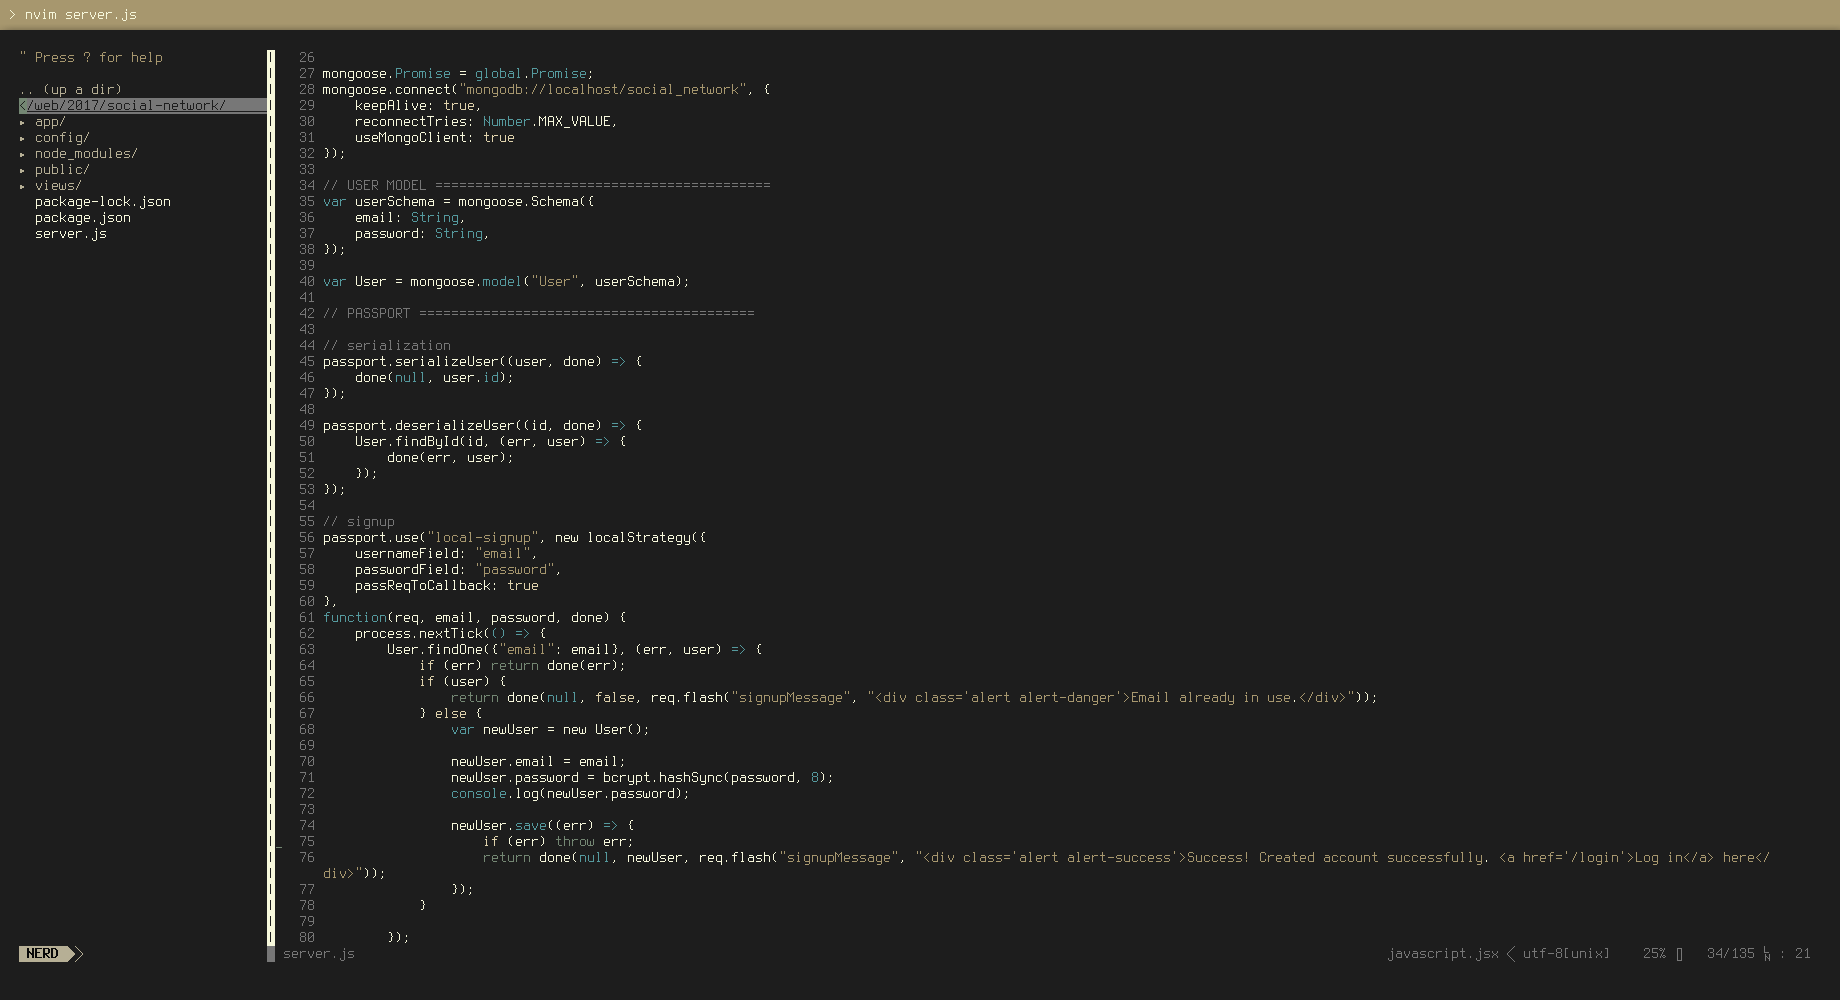 > nvim server.js
" Press ? for help
.. (up a dir)
</web/2017/social-network/
▸ app/
▸ config/
▸ node_modules/
▸ public/
▸ views/
package-lock.json
package.json
server.js
26
27 mongoose.Promise = global.Promise;
28 mongoose.connect("mongodb://localhost/social_network", {
29     keepAlive: true,
30     reconnectTries: Number.MAX_VALUE,
31     useMongoClient: true
32 });
33
34 // USER MODEL ==========================================
35 var userSchema = mongoose.Schema({
36     email: String,
37     password: String,
38 });
39
40 var User = mongoose.model("User", userSchema);
41
42 // PASSPORT ==========================================
43
44 // serialization
45 passport.serializeUser((user, done) => {
46     done(null, user.id);
47 });
48
49 passport.deserializeUser((id, done) => {
50     User.findById(id, (err, user) => {
51         done(err, user);
52     });
53 });
54
55 // signup
56 passport.use("local-signup", new localStrategy({
57     usernameField: "email",
58     passwordField: "password",
59     passReqToCallback: true
60 },
61 function(req, email, password, done) {
62     process.nextTick(() => {
63         User.findOne({"email": email}, (err, user) => {
64             if (err) return done(err);
65             if (user) {
66                 return done(null, false, req.flash("signupMessage", "<div class='alert alert-danger'>Email already in use.</div>"));
67             } else {
68                 var newUser = new User();
69
70                 newUser.email = email;
71                 newUser.password = bcrypt.hashSync(password, 8);
72                 console.log(newUser.password);
73
74                 newUser.save((err) => {
75                     if (err) throw err;
76                     return done(null, newUser, req.flash("signupMessage", "<div class='alert alert-success'>Success! Created account successfully. <a href='/login'>Log in</a> here</
div>"));
77                 });
78             }
79
80         });
NERD
server.js
javascript.jsx < utf-8[unix] 25% 34/135 LN : 21